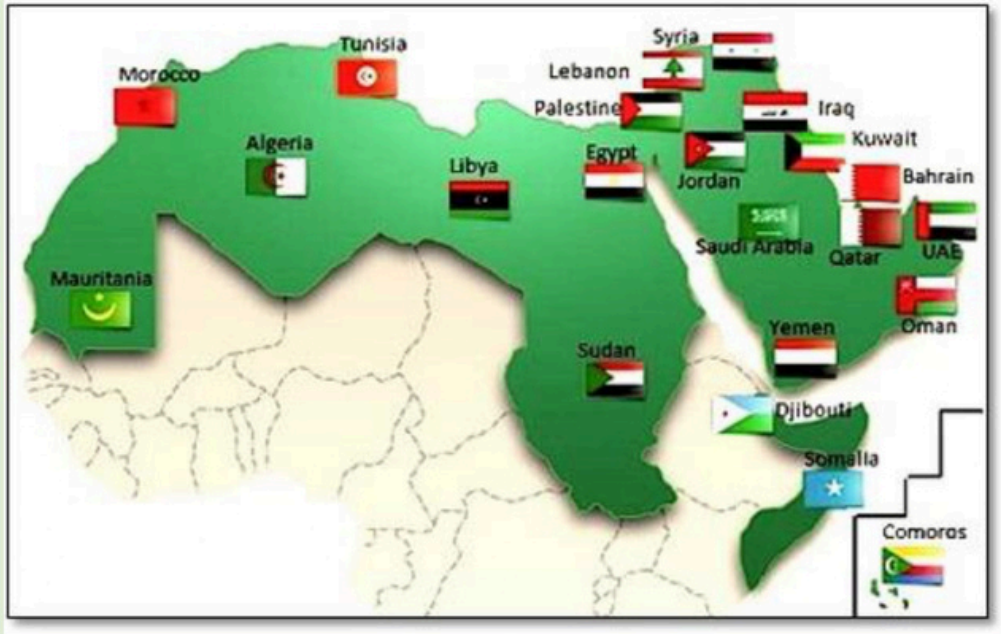 Tunisia
Syria
Morocco
Lebanon
Palestine
Iraq
Kuwait
Algeria
Libya
Egypt
Jordan
Bahrain
Saudi Arabia
Qatar
UAE
Mauritania
Oman
Yemen
Sudan
Djibouti
Somalia
Comoros